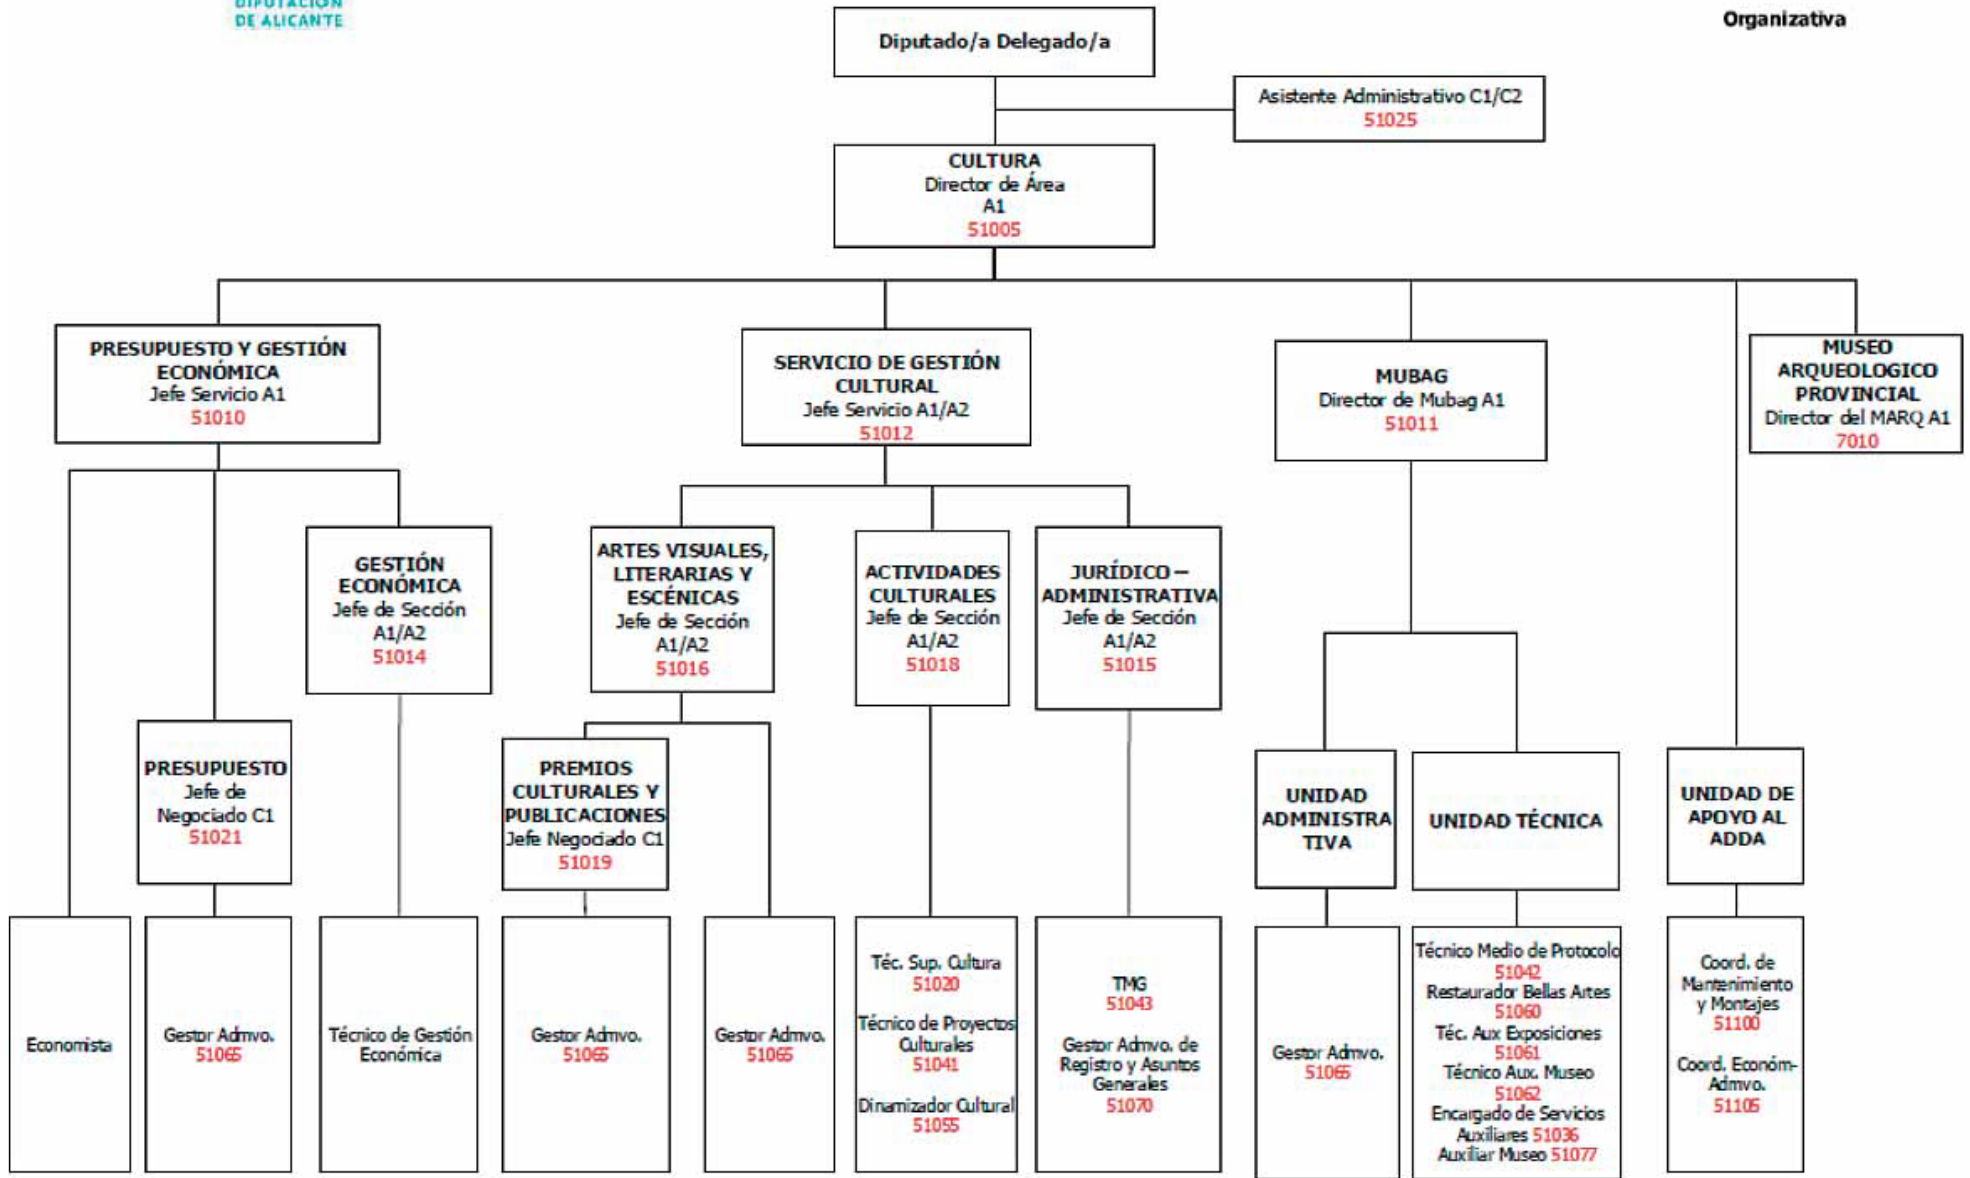 DIPUTACIÓN
DE ALICANTE
Organizativa
Diputado/a Delegado/a
Asistente Administrativo C1/C2
51025
CULTURA
Director de Área
A1
51005
PRESUPUESTO Y GESTIÓN
ECONÓMICA
Jefe Servicio A1
51010
SERVICIO DE GESTIÓN
CULTURAL
Jefe Servicio A1/A2
51012
MUBAG
Director de Mubag A1
51011
MUSEO
ARQUEOLOGICO
PROVINCIAL
Director del MARQ A1
7010
GESTIÓN
ECONÓMICA
Jefe de Sección
A1/A2
51014
ARTES VISUALES,
LITERARIAS Y
ESCÉNICAS
Jefe de Sección
A1/A2
51016
ACTIVIDADES
CULTURALES
Jefe de Sección
A1/A2
51018
JURÍDICO –
ADMINISTRATIVA
Jefe de Sección
A1/A2
51015
PRESUPUESTO
Jefe de
Negociado C1
51021
PREMIOS
CULTURALES Y
PUBLICACIONES
Jefe Negociado C1
51019
UNIDAD
ADMINISTRA
TIVA
UNIDAD TÉCNICA
UNIDAD DE
APOYO AL
ADDA
Economista
Gestor Admvo.
51065
Técnico de Gestión
Económica
Gestor Admvo.
51065
Gestor Admvo.
51065
Téc. Sup. Cultura
51020
Técnico de Proyectos
Culturales
51041
Dinamizador Cultural
51055
TMG
51043
Gestor Admvo. de
Registro y Asuntos
Generales
51070
Gestor Admvo.
51065
Técnico Medio de Protocolo
51042
Restaurador Bellas Artes
51060
Téc. Aux Exposiciones
51061
Técnico Aux. Museo
51062
Encargado de Servicios
Auxiliares 51036
Auxiliar Museo 51077
Coord. de
Mantenimiento
y Montajes
51100
Coord. Económ-
Admvo.
51105